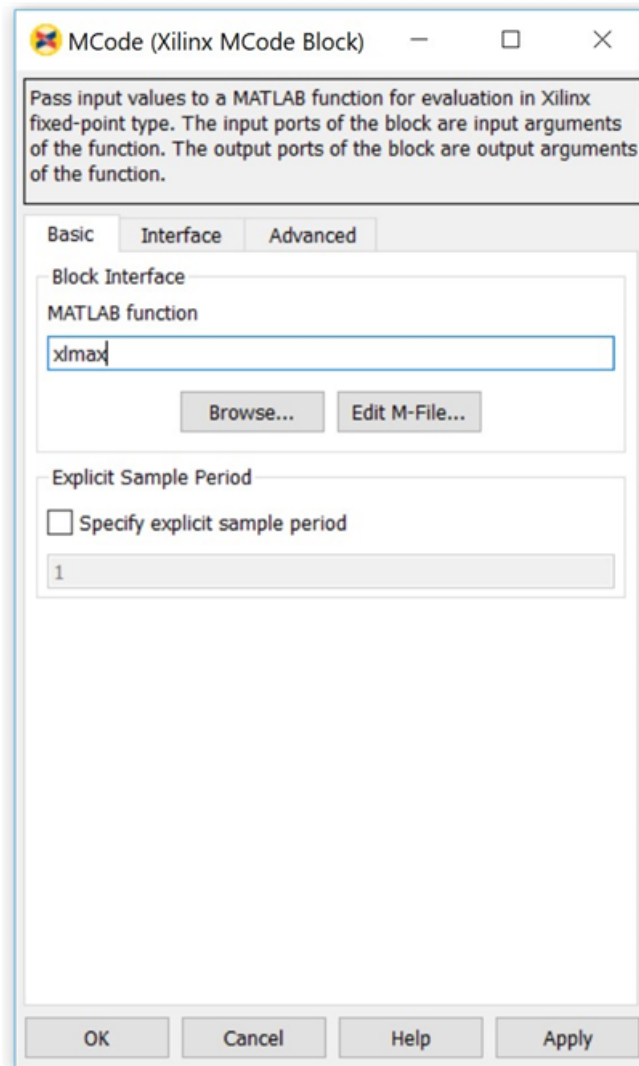 MCode (Xilinx MCode Block)
Pass input values to a MATLAB function for evaluation in Xilinx
fixed-point type. The input ports of the block are input arguments
of the function. The output ports of the block are output arguments
of the function.
Basic Interface Advanced
Block Interface
MATLAB function
xlmax
Browse... Edit M-File...
Explicit Sample Period
Specify explicit sample period
1
OK Cancel Help Apply